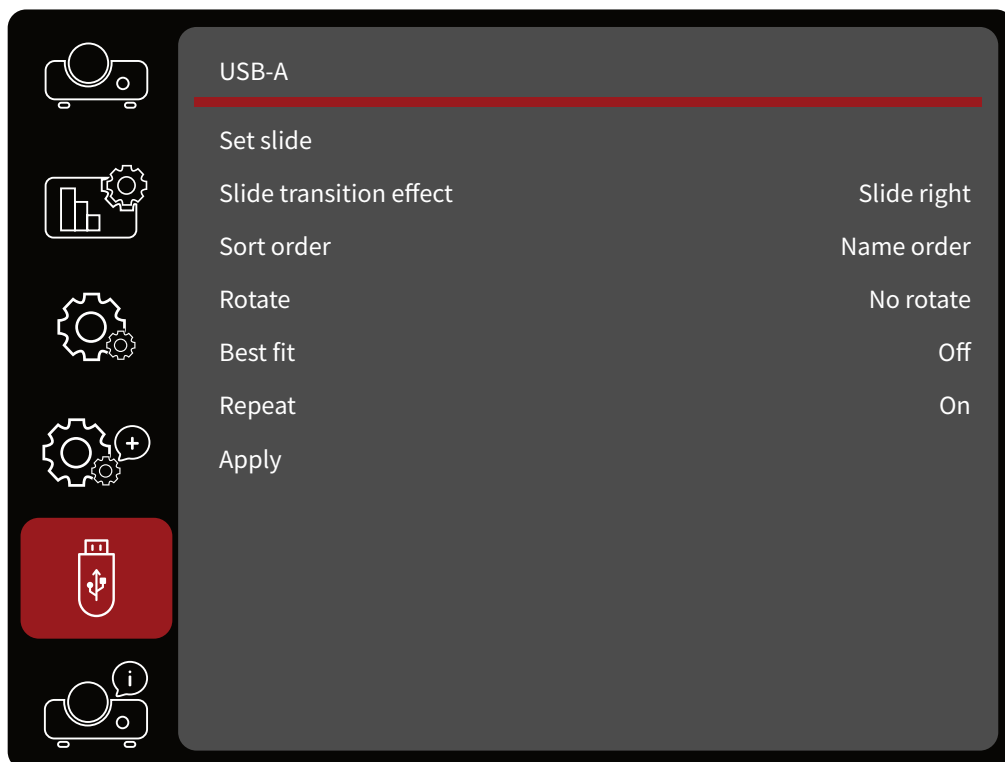 USB-A
Set slide
Slide transition effect Slide right
Sort order Name order
Rotate No rotate
Best fit Off
Repeat On
Apply